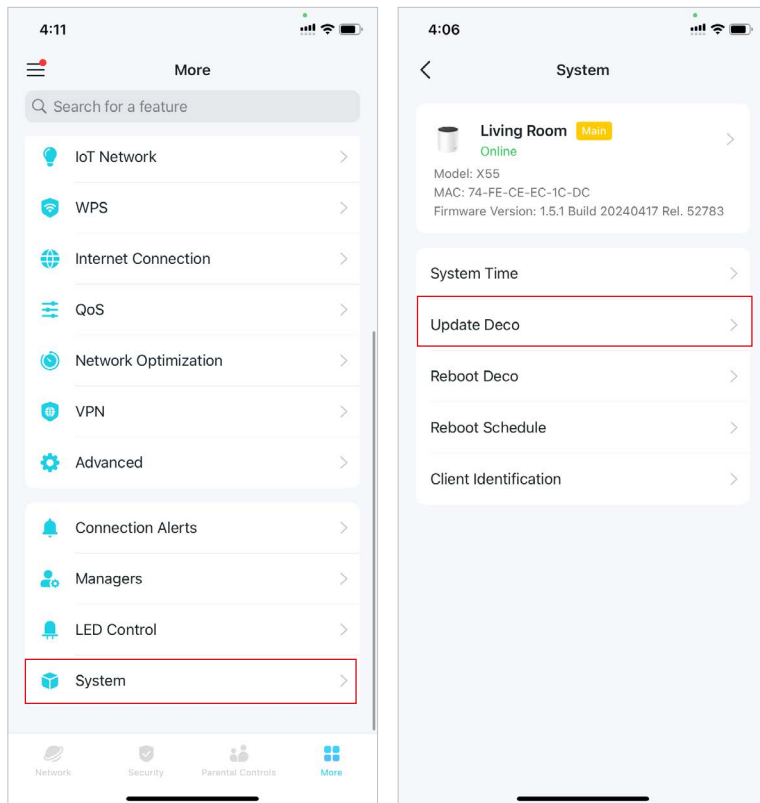 4:11
More
Search for a feature
IoT Network
WPS
Internet Connection
QoS
Network Optimization
VPN
Advanced
Connection Alerts
Managers
LED Control
System
Network
Security
Parental Controls
More
4:06
System
Living Room Main
Online
Model: X55
MAC: 74-FE-CE-EC-1C-DC
Firmware Version: 1.5.1 Build 20240417 Rel. 52783
System Time
Update Deco
Reboot Deco
Reboot Schedule
Client Identification